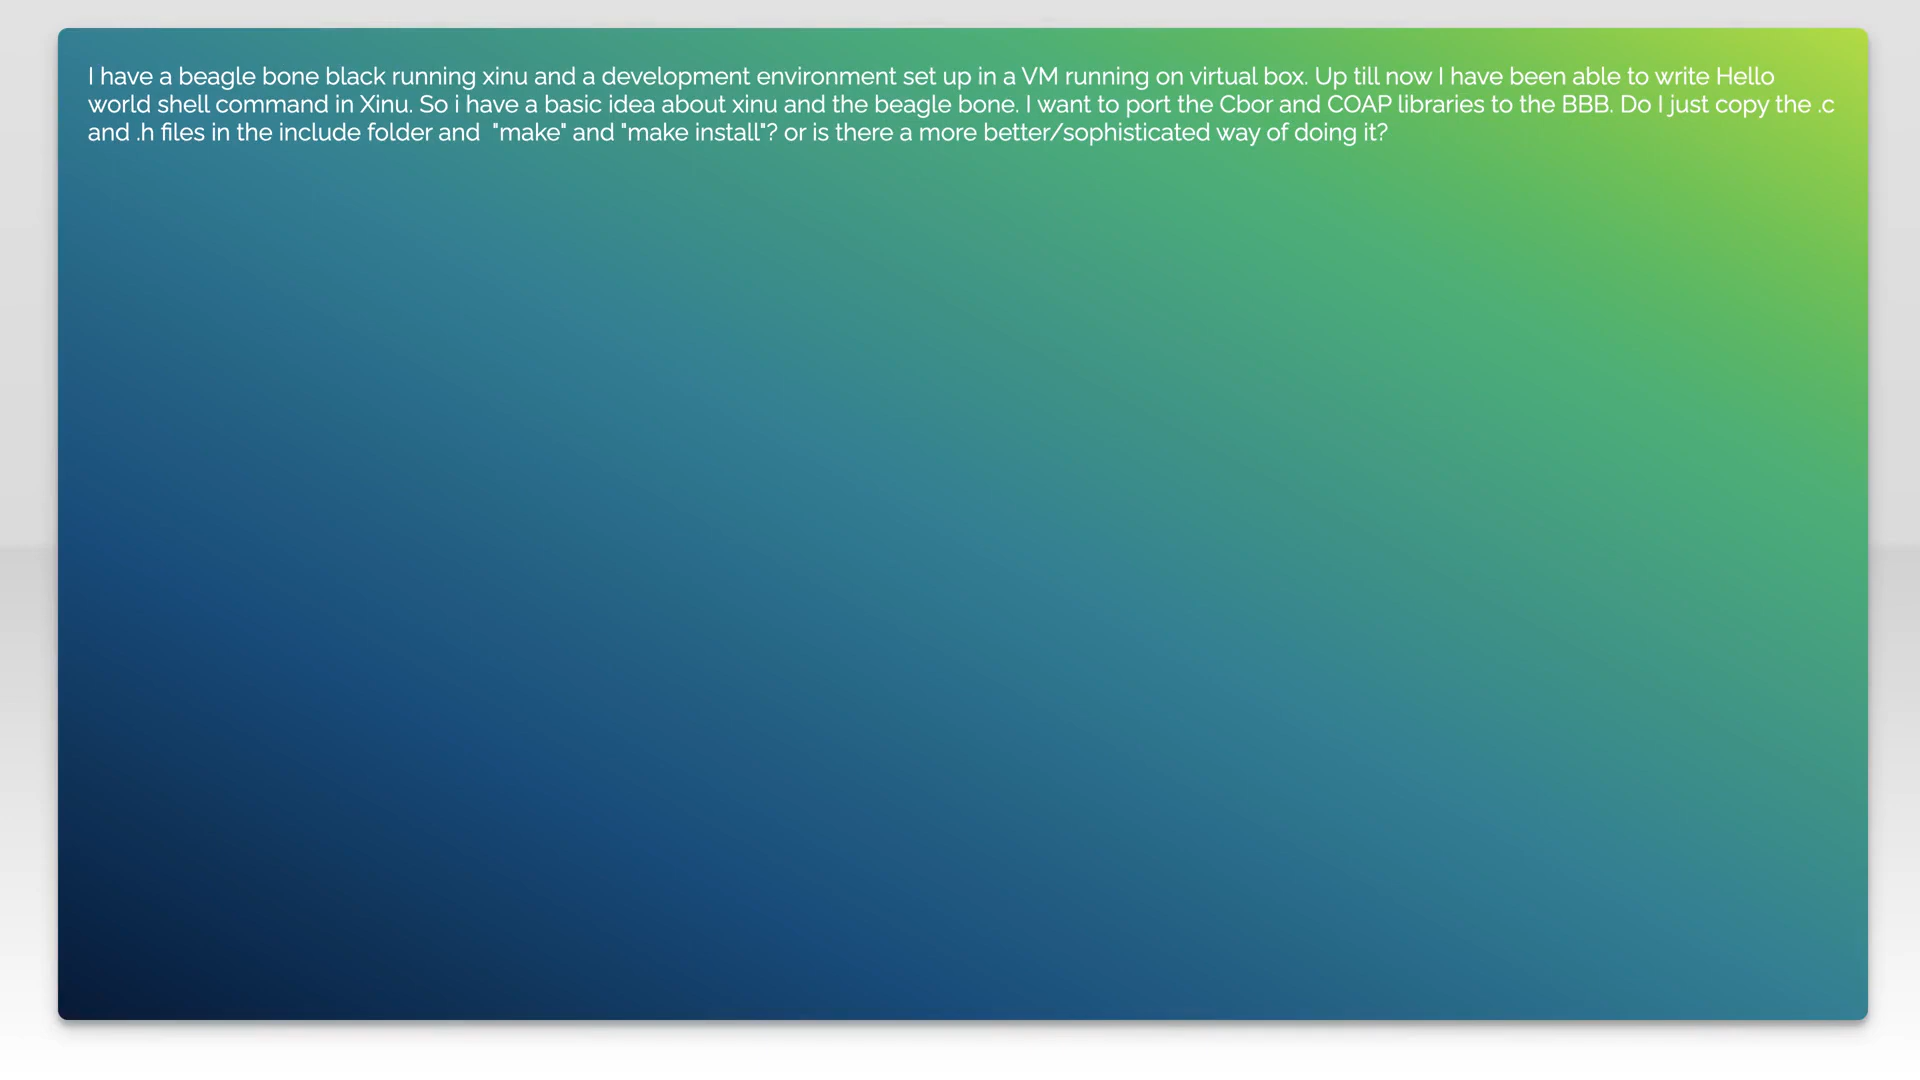 I have a beagle bone black running xinu and a development environment set up in a VM running on virtual box. Up till now I have been able to write Hello
world shell command in Xinu. So i have a basic idea about xinu and the beagle bone. I want to port the Cbor and COAP libraries to the BBB. Do I just copy the .c
and .h files in the include folder and  "make" and "make install"? or is there a more better/sophisticated way of doing it?